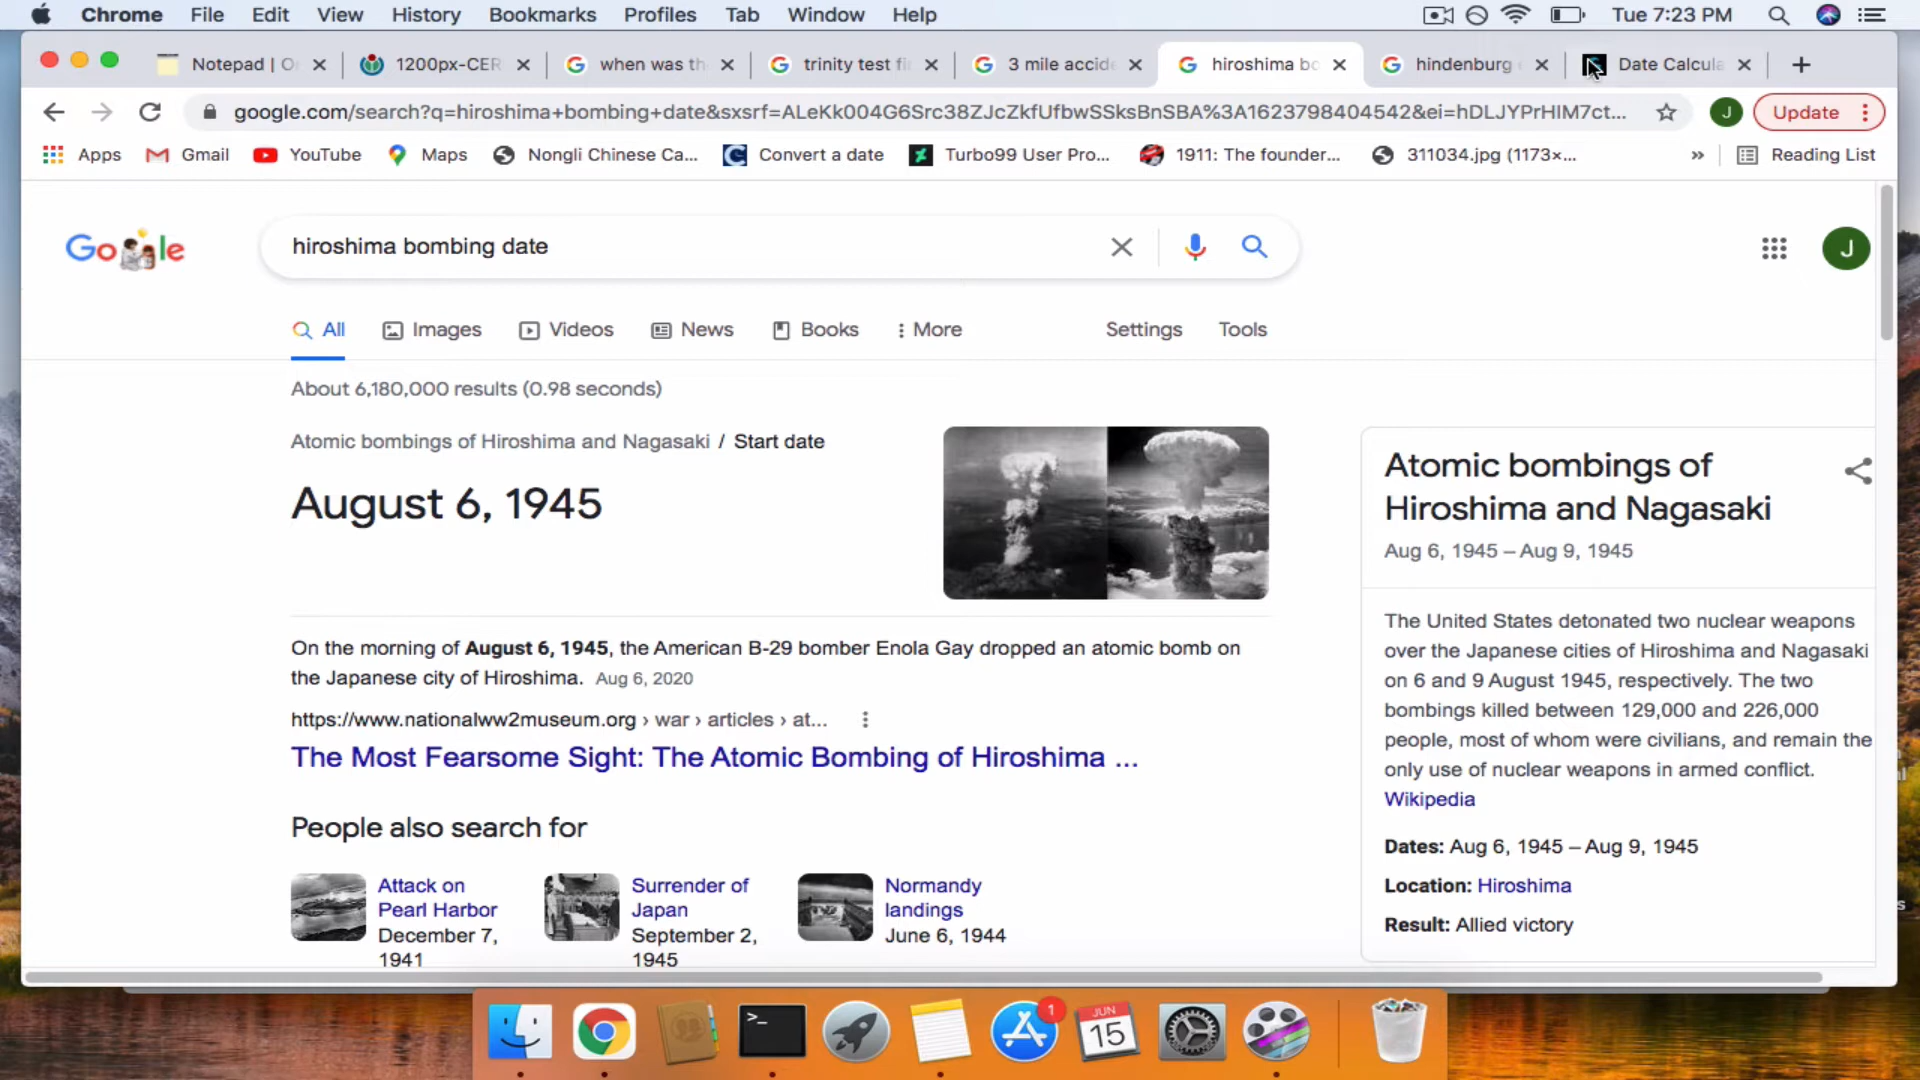 Chrome File Edit View History Bookmarks Profiles Tab Window Help Tue 7:23 PM
Notepad | O 1200px-CER when was th trinity test fi 3 mile accide hiroshima bo hindenburg Date Calcula
google.com/search?q=hiroshima+bombing+date&sxsrf=ALeKk004G6Src38ZJcZkfUfbwSSksBnSBA%3A1623798404542&ei=hDLJYPrHIM7ct... J Update
Apps Gmail YouTube Maps Nongli Chinese Ca... Convert a date Turbo99 User Pro... 1911: The founder... 311034.jpg (1173×... » Reading List
Google
hiroshima bombing date
J
All Images Videos News Books More Settings Tools
About 6,180,000 results (0.98 seconds)
Atomic bombings of Hiroshima and Nagasaki / Start date
August 6, 1945
On the morning of August 6, 1945, the American B-29 bomber Enola Gay dropped an atomic bomb on
the Japanese city of Hiroshima. Aug 6, 2020
https://www.nationalww2museum.org › war › articles › at...
The Most Fearsome Sight: The Atomic Bombing of Hiroshima ...
People also search for
Attack on
Pearl Harbor
December 7,
1941
Surrender of
Japan
September 2,
1945
Normandy
landings
June 6, 1944
Atomic bombings of
Hiroshima and Nagasaki
Aug 6, 1945 – Aug 9, 1945
The United States detonated two nuclear weapons
over the Japanese cities of Hiroshima and Nagasaki
on 6 and 9 August 1945, respectively. The two
bombings killed between 129,000 and 226,000
people, most of whom were civilians, and remain the
only use of nuclear weapons in armed conflict.
Wikipedia
Dates: Aug 6, 1945 – Aug 9, 1945
Location: Hiroshima
Result: Allied victory
>_
1
JUN
15